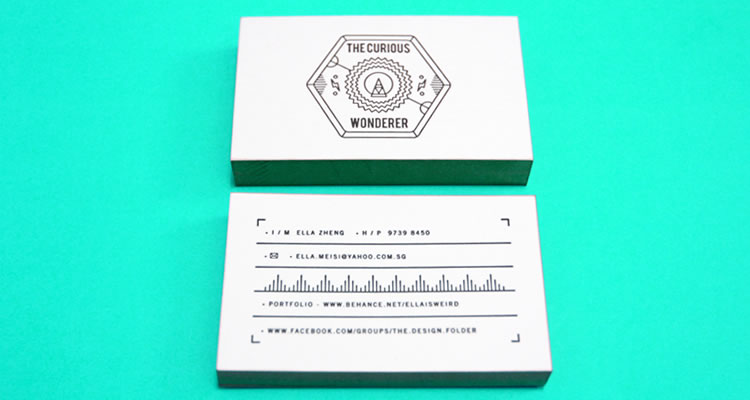 THE CURIOUS
WONDERER
• I / M ELLA ZHENG • H / P 9739 8450
• ELLA.MEISI@YAHOO.COM.SG
• PORTFOLIO - WWW.BEHANCE.NET/ELLAISWEIRD
• WWW.FACEBOOK.COM/GROUPS/THE.DESIGN.FOLDER